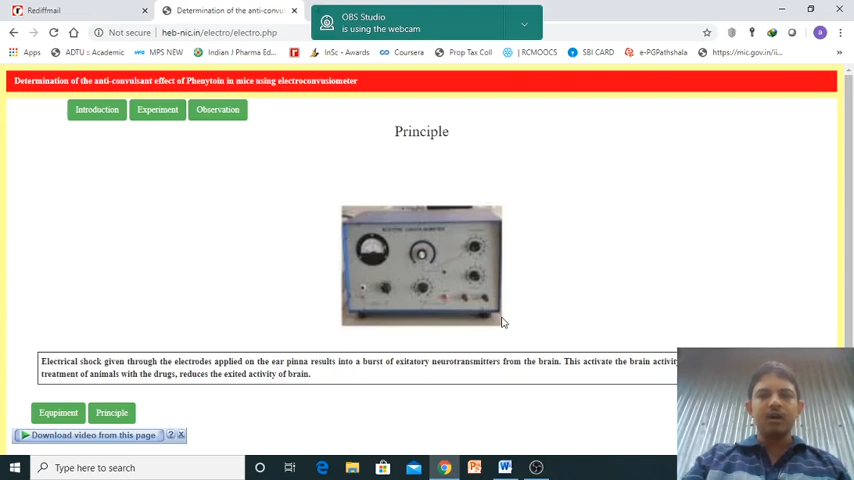 Rediffmail
Determination of the anti-convul
OBS Studio
is using the webcam
Not secure
heb-nic.in/electro/electro.php
Apps
ADTU :: Academic
MPS NEW
Indian J Pharma Edu
InSc - Awards
Coursera
Prop Tax Coll
| RCMOOCS
SBI CARD
e-PGPathshala
https://mic.gov.in/ii...
Determination of the anti-convulsant effect of Phenytoin in mice using electroconvusiometer
Introduction
Experiment
Observation
Principle
Electrical shock given through the electrodes applied on the ear pinna results into a burst of exitatory neurotransmitters from the brain. This activate the brain activity
treatment of animals with the drugs, reduces the exited activity of brain.
Equpiment
Principle
Download video from this page
?
X
Type here to search